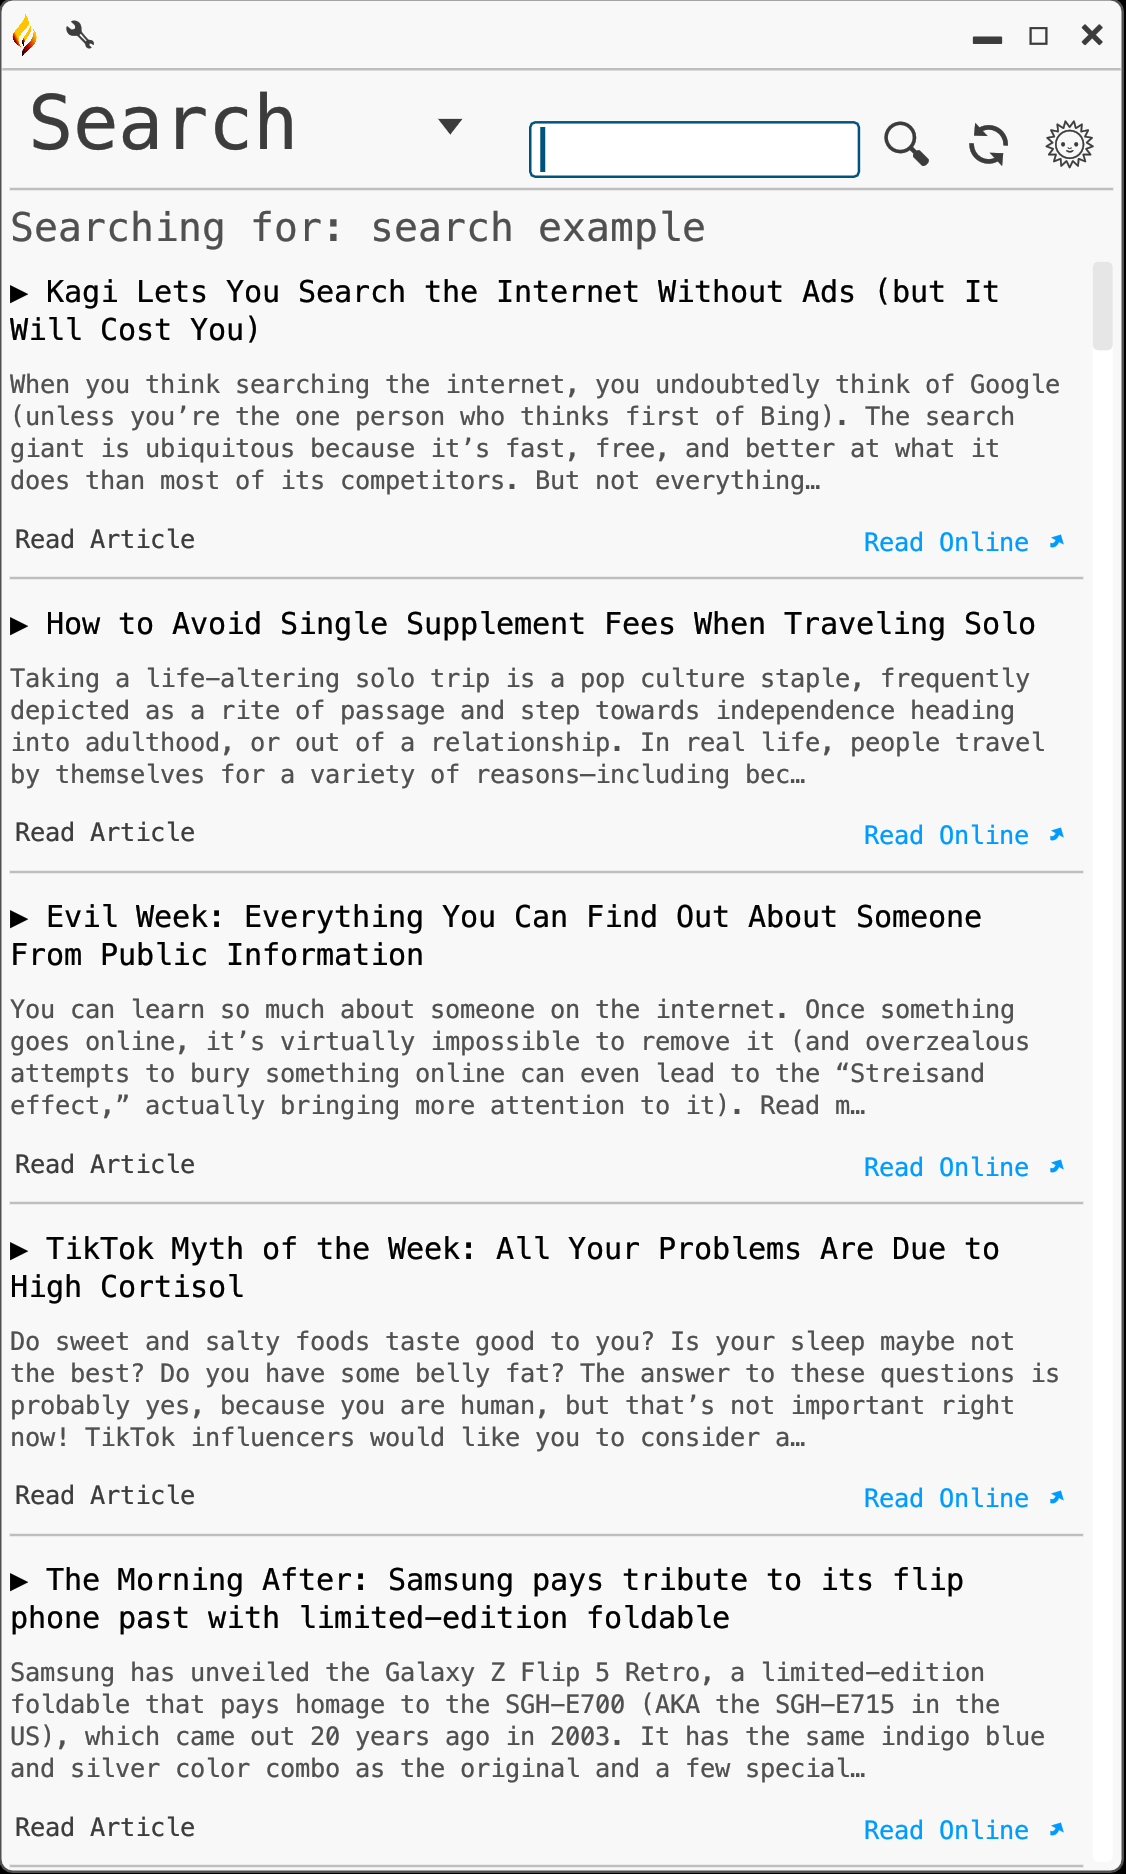 Search
Searching for: search example
▶ Kagi Lets You Search the Internet Without Ads (but It
Will Cost You)
When you think searching the internet, you undoubtedly think of Google
(unless you’re the one person who thinks first of Bing). The search
giant is ubiquitous because it’s fast, free, and better at what it
does than most of its competitors. But not everything…
Read Article
Read Online
▶ How to Avoid Single Supplement Fees When Traveling Solo
Taking a life–altering solo trip is a pop culture staple, frequently
depicted as a rite of passage and step towards independence heading
into adulthood, or out of a relationship. In real life, people travel
by themselves for a variety of reasons—including bec…
Read Article
Read Online
▶ Evil Week: Everything You Can Find Out About Someone
From Public Information
You can learn so much about someone on the internet. Once something
goes online, it’s virtually impossible to remove it (and overzealous
attempts to bury something online can even lead to the “Streisand
effect,” actually bringing more attention to it). Read m…
Read Article
Read Online
▶ TikTok Myth of the Week: All Your Problems Are Due to
High Cortisol
Do sweet and salty foods taste good to you? Is your sleep maybe not
the best? Do you have some belly fat? The answer to these questions is
probably yes, because you are human, but that’s not important right
now! TikTok influencers would like you to consider a…
Read Article
Read Online
▶ The Morning After: Samsung pays tribute to its flip
phone past with limited-edition foldable
Samsung has unveiled the Galaxy Z Flip 5 Retro, a limited-edition
foldable that pays homage to the SGH-E700 (AKA the SGH-E715 in the
US), which came out 20 years ago in 2003. It has the same indigo blue
and silver color combo as the original and a few special…
Read Article
Read Online